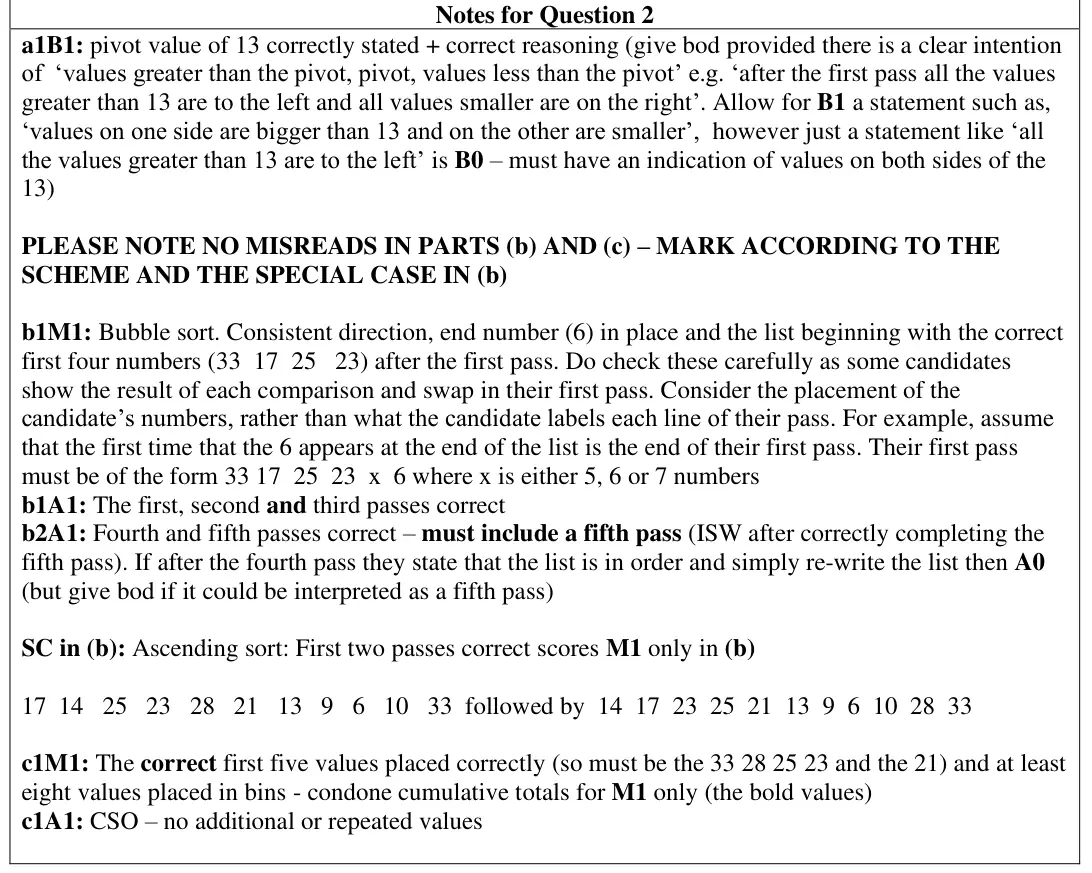 Notes for Question 2
a1B1: pivot value of 13 correctly stated + correct reasoning (give bod provided there is a clear intention
of ‘values greater than the pivot, pivot, values less than the pivot’ e.g. ‘after the first pass all the values
greater than 13 are to the left and all values smaller are on the right’. Allow for B1 a statement such as,
‘values on one side are bigger than 13 and on the other are smaller’, however just a statement like ‘all
the values greater than 13 are to the left’ is B0 – must have an indication of values on both sides of the
13)
PLEASE NOTE NO MISREADS IN PARTS (b) AND (c) – MARK ACCORDING TO THE
SCHEME AND THE SPECIAL CASE IN (b)
b1M1: Bubble sort. Consistent direction, end number (6) in place and the list beginning with the correct
first four numbers (33 17 25 23) after the first pass. Do check these carefully as some candidates
show the result of each comparison and swap in their first pass. Consider the placement of the
candidate’s numbers, rather than what the candidate labels each line of their pass. For example, assume
that the first time that the 6 appears at the end of the list is the end of their first pass. Their first pass
must be of the form 33 17 25 23 x 6 where x is either 5, 6 or 7 numbers
b1A1: The first, second and third passes correct
b2A1: Fourth and fifth passes correct – must include a fifth pass (ISW after correctly completing the
fifth pass). If after the fourth pass they state that the list is in order and simply re-write the list then A0
(but give bod if it could be interpreted as a fifth pass)
SC in (b): Ascending sort: First two passes correct scores M1 only in (b)
17 14 25 23 28 21 13 9 6 10 33 followed by 14 17 23 25 21 13 9 6 10 28 33
c1M1: The correct first five values placed correctly (so must be the 33 28 25 23 and the 21) and at least
eight values placed in bins - condone cumulative totals for M1 only (the bold values)
c1A1: CSO – no additional or repeated values